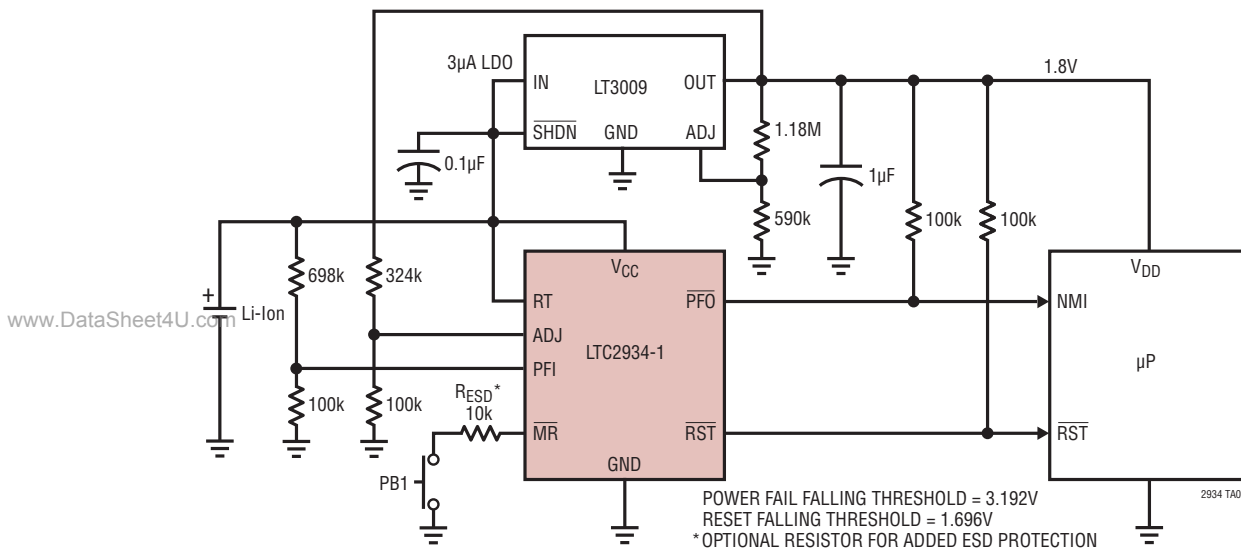 3µA LDO
IN
LT3009
OUT
1.8V
SHDN
GND
ADJ
1.18M
0.1µF
1µF
590k
100k
100k
698k
324k
VCC
VDD
+
Li-Ion
RT
PFO
NMI
www.DataSheet4U.com
ADJ
LTC2934-1
µP
PFI
100k
100k
RESD*
10k
MR
RST
RST
GND
PB1
POWER FAIL FALLING THRESHOLD = 3.192V
RESET FALLING THRESHOLD = 1.696V
*OPTIONAL RESISTOR FOR ADDED ESD PROTECTION
2934 TA0